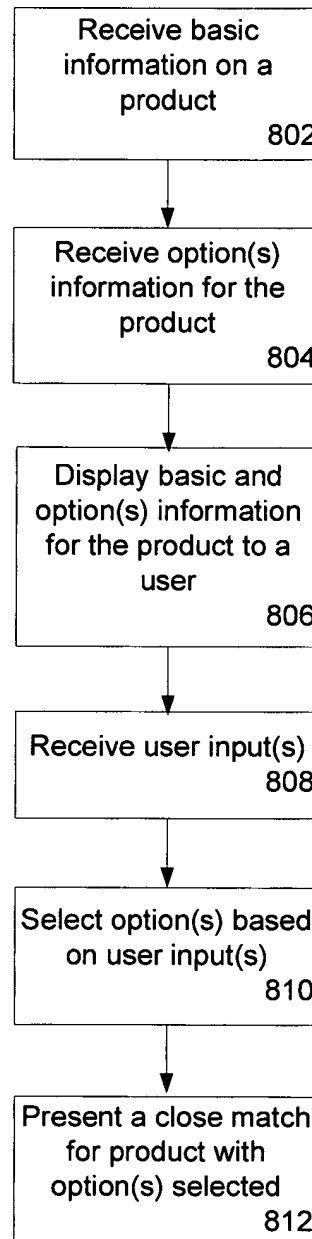 Receive basic
information on a
product
802
Receive option(s)
information for the
product
804
Display basic and
option(s) information
for the product to a
user
806
Receive user input(s)
808
Select option(s) based
on user input(s)
810
Present a close match
for product with
option(s) selected
812